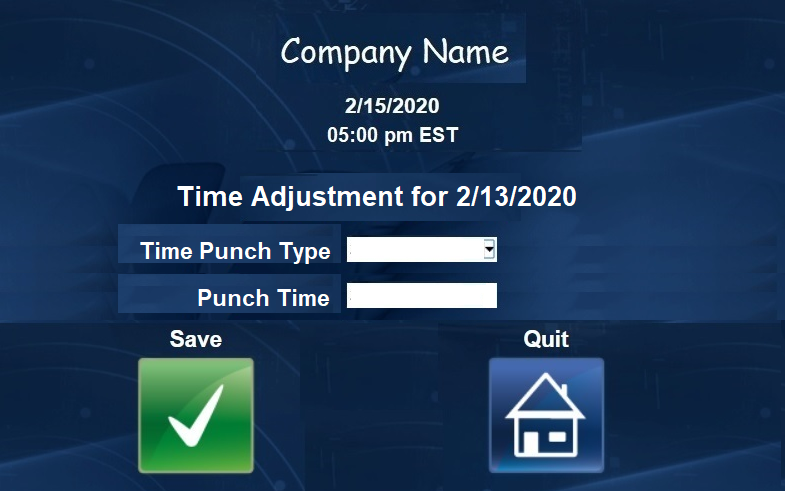 Company Name
2/15/2020
05:00 pm EST
Time Adjustment for 2/13/2020
Time Punch Type
Punch Time
Save
Quit